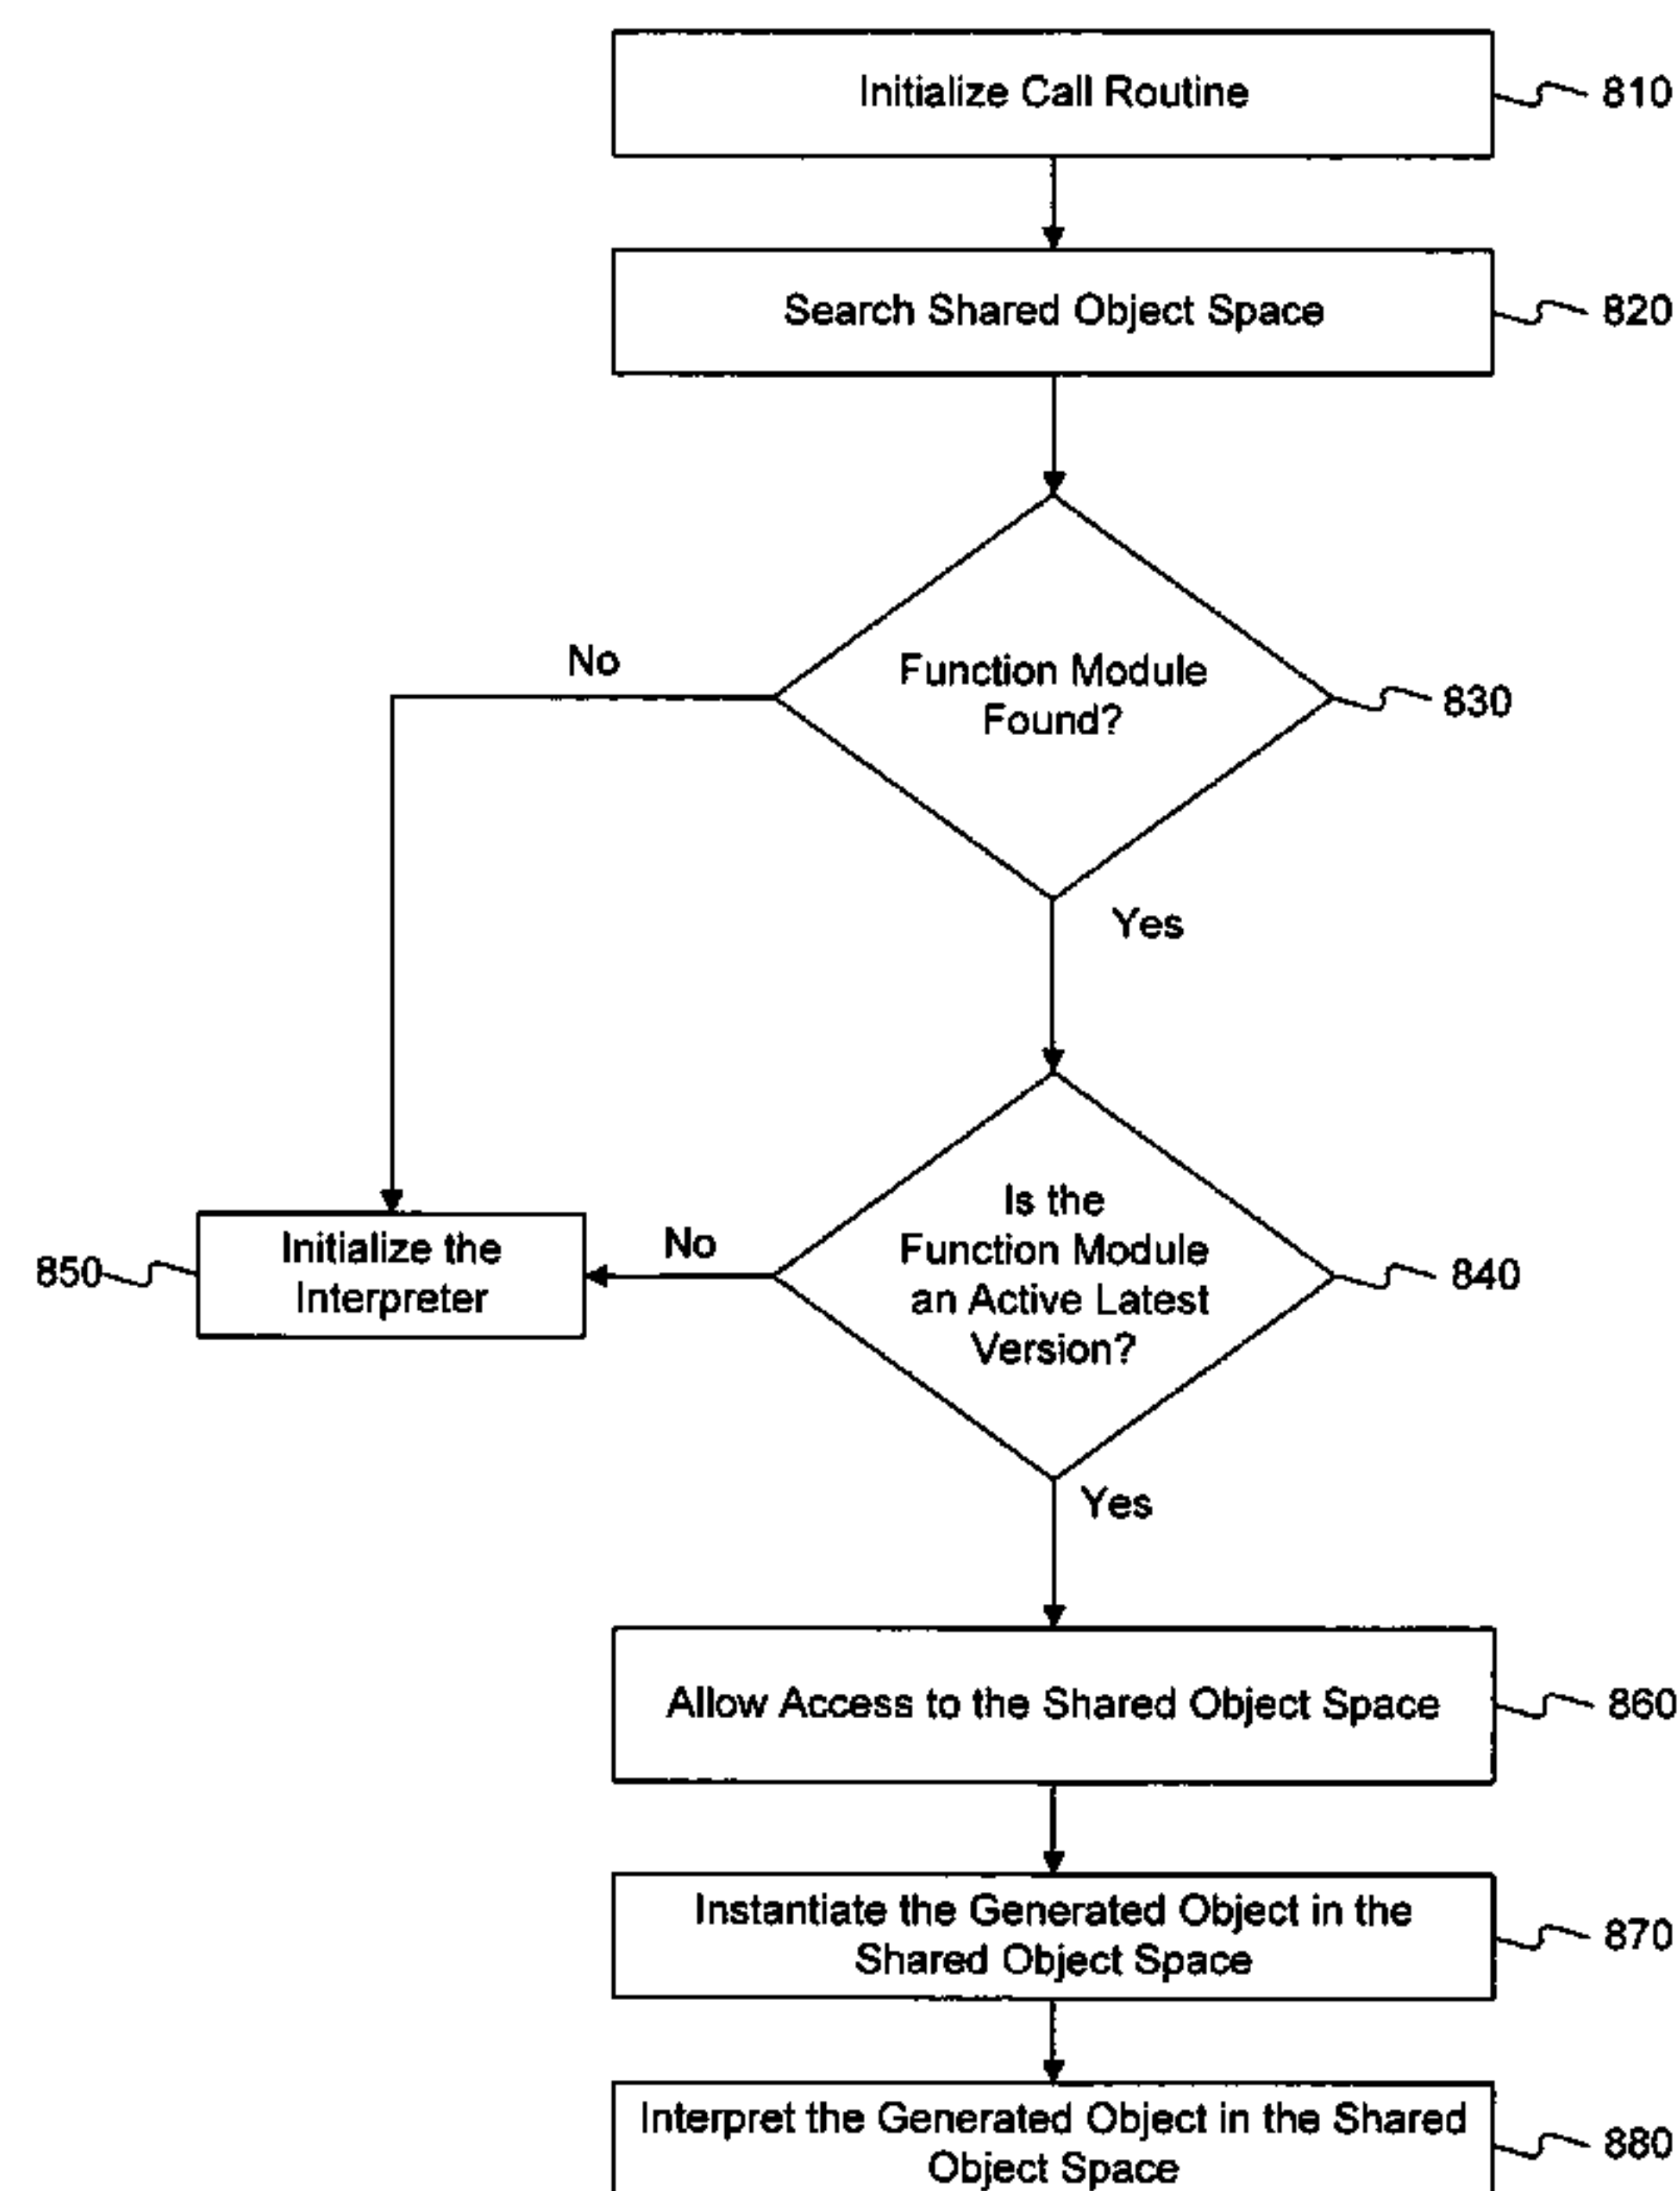 Initialize Call Routine
810
Search Shared Object Space
820
No
Function Module
Found?
830
Yes
Is the
Function Module
an Active Latest
Version?
840
No
Initialize the
Interpreter
850
Yes
Allow Access to the Shared Object Space
860
Instantiate the Generated Object in the
Shared Object Space
870
Interpret the Generated Object in the Shared
Object Space
880